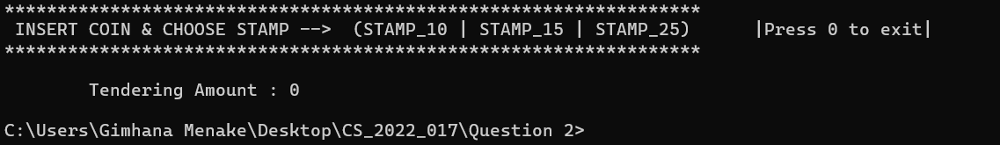 ******************************************************************
INSERT COIN & CHOOSE STAMP --> (STAMP_10 | STAMP_15 | STAMP_25) |Press 0 to exit|
******************************************************************
Tendering Amount : 0
C:\Users\Gimhana Menake\Desktop\CS_2022_017\Question 2>